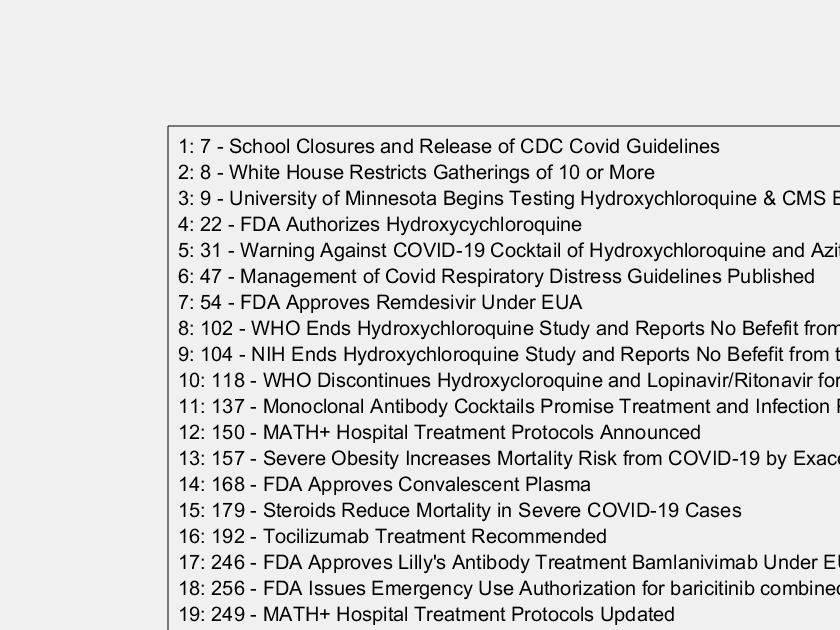 1: 7 - School Closures and Release of CDC Covid Guidelines
2: 8 - White House Restricts Gatherings of 10 or More
3: 9 - University of Minnesota Begins Testing Hydroxychloroquine & CMS
4: 22 - FDA Authorizes Hydroxycychloroquine
5: 31 - Warning Against COVID-19 Cocktail of Hydroxychloroquine and
6: 47 - Management of Covid Respiratory Distress Guidelines Published
7: 54 - FDA Approves Remdesivir Under EUA
8: 102 - WHO Ends Hydroxychloroquine Study and Reports No Befefit from
9: 104 - NIH Ends Hydroxychloroquine Study and Reports No Befefit from
10: 118 - WHO Discontinues Hydroxycloroquine and Lopinavir/Ritonavir for
11: 137 - Monoclonal Antibody Cocktails Promise Treatment and Infection
12: 150 - MATH+ Hospital Treatment Protocols Announced
13: 157 - Severe Obesity Increases Mortality Risk from COVID-19 by
14: 168 - FDA Approves Convalescent Plasma
15: 179 - Steroids Reduce Mortality in Severe COVID-19 Cases
16: 192 - Tocilizumab Treatment Recommended
17: 246 - FDA Approves Lilly's Antibody Treatment Bamlanivimab Under
18: 256 - FDA Issues Emergency Use Authorization for baricitinib combined
19: 249 - MATH+ Hospital Treatment Protocols Updated